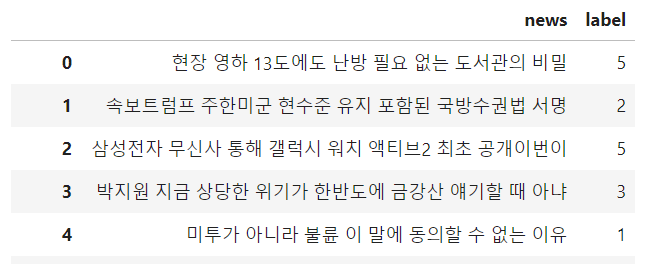 news label
0 현장 영하 13도에도 난방 필요 없는 도서관의 비밀 5
1 속보트럼프 주한미군 현수준 유지 포함된 국방수권법 서명 2
2 삼성전자 무신사 통해 갤럭시 워치 액티브2 최초 공개이번이 5
3 박지원 지금 상당한 위기가 한반도에 금강산 얘기할 때 아냐 3
4 미투가 아니라 불륜 이 말에 동의할 수 없는 이유 1